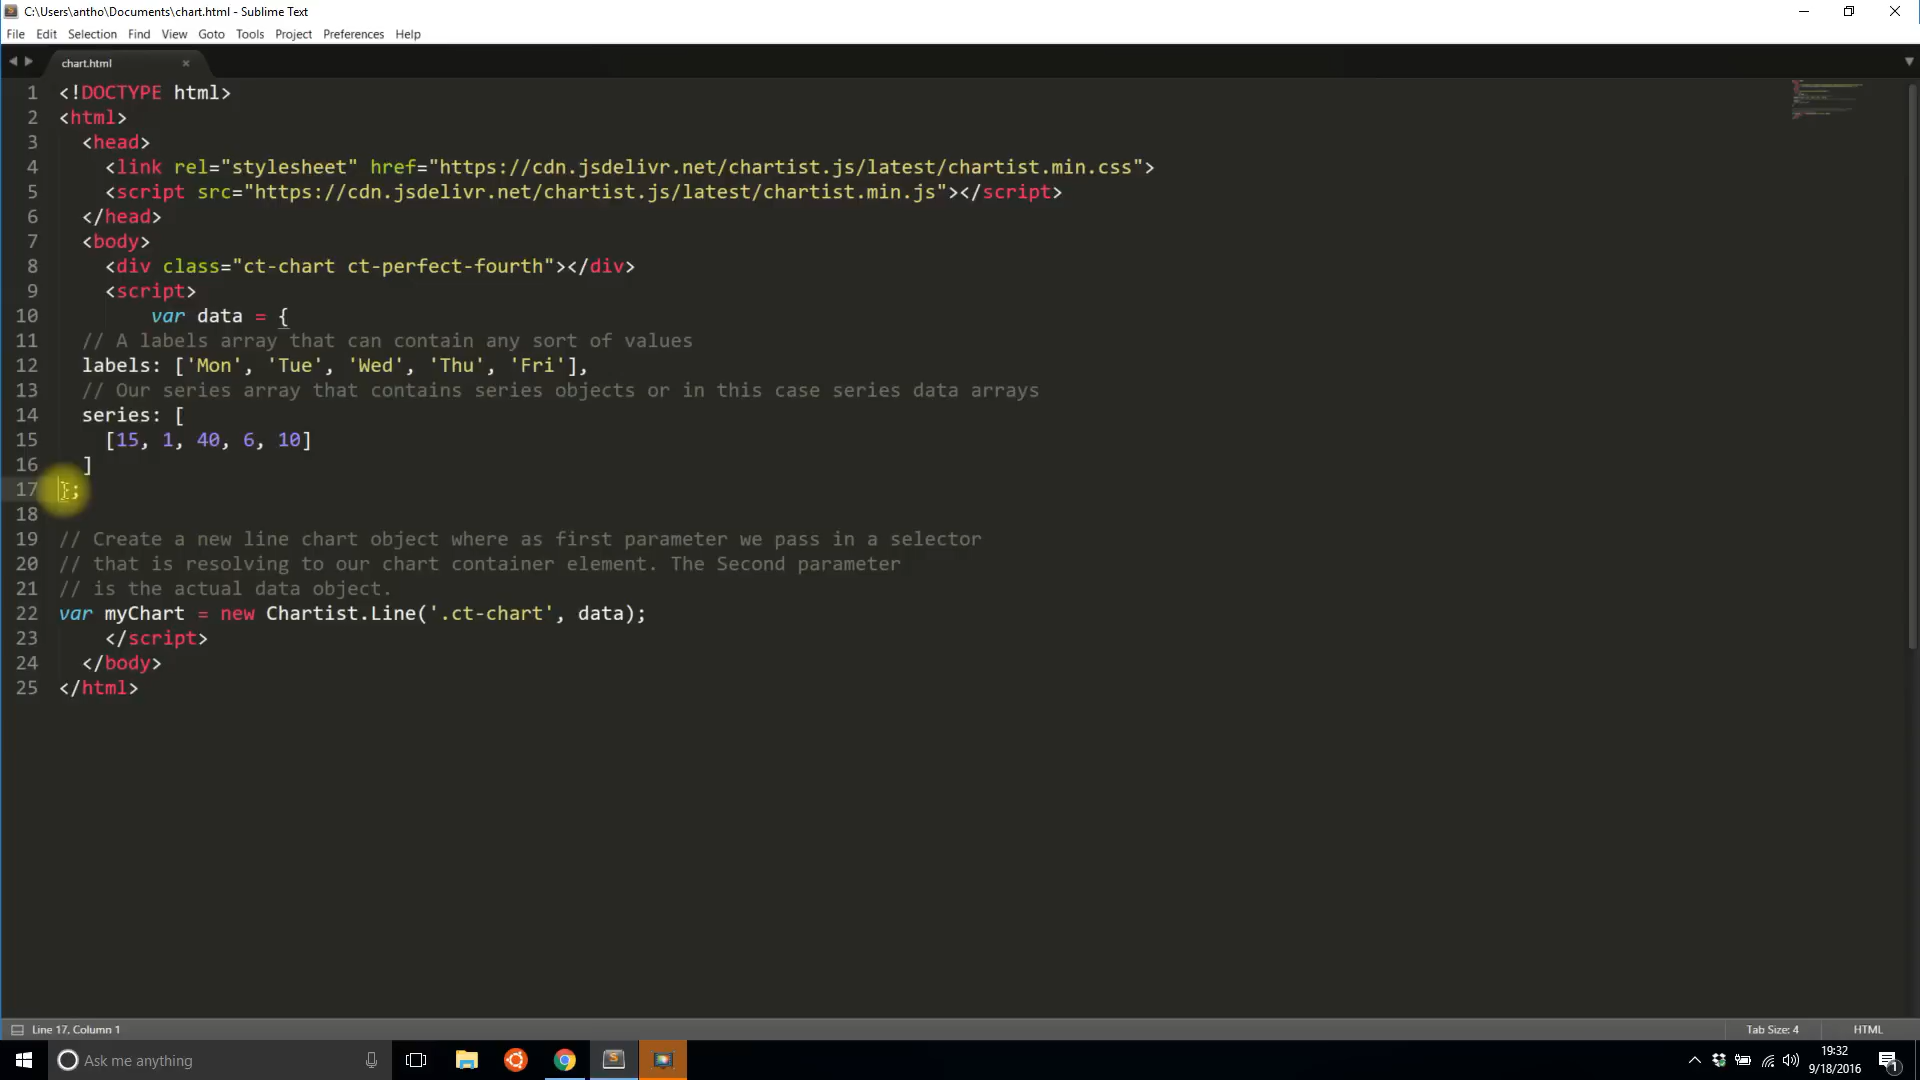 C:\Users\antho\Documents\chart.html - Sublime Text
File Edit Selection Find View Goto Tools Project Preferences Help
chart.html
1 <!DOCTYPE html>
2 <html>
3 <head>
4 <link rel="stylesheet" href="https://cdn.jsdelivr.net/chartist.js/latest/chartist.min.css">
5 <script src="https://cdn.jsdelivr.net/chartist.js/latest/chartist.min.js"></script>
6 </head>
7 <body>
8 <div class="ct-chart ct-perfect-fourth"></div>
9 <script>
10 var data = {
11 // A labels array that can contain any sort of values
12 labels: ['Mon', 'Tue', 'Wed', 'Thu', 'Fri'],
13 // Our series array that contains series objects or in this case series data arrays
14 series: [
15 [15, 1, 40, 6, 10]
16 ]
17 };
18
19 // Create a new line chart object where as first parameter we pass in a selector
20 // that is resolving to our chart container element. The Second parameter
21 // is the actual data object.
22 var myChart = new Chartist.Line('.ct-chart', data);
23 </script>
24 </body>
25 </html>
Line 17, Column 1 Tab Size: 4 HTML
Ask me anything
19:32
9/18/2016
1